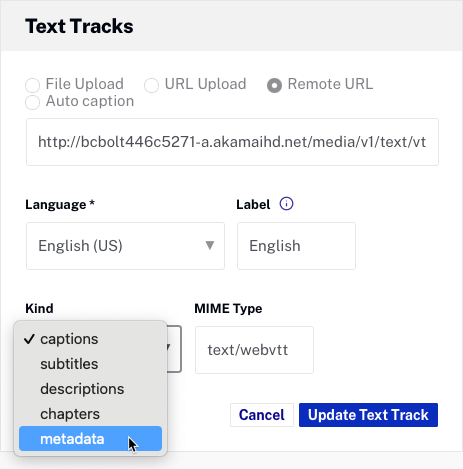 Text Tracks
File Upload URL Upload Remote URL
Auto caption
http://bcbolt446c5271-a.akamaihd.net/media/v1/text/vt
Language * Label
English (US) English
Kind MIME Type
captions
text/webvtt
subtitles
descriptions
chapters
metadata
Cancel Update Text Track